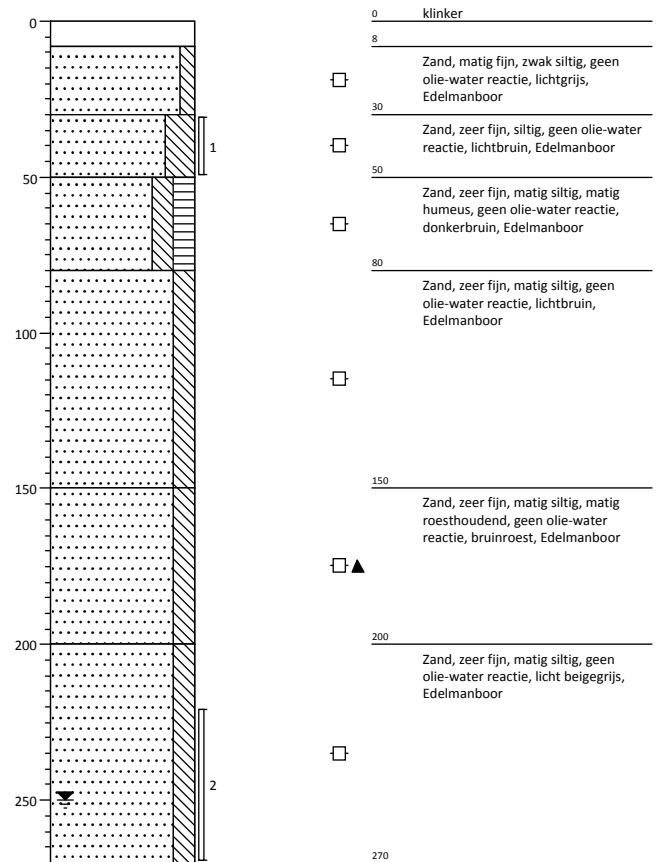 0
50
100
150
200
250
1
2
0
klinker
8
Zand, matig fijn, zwak siltig, geen
olie-water reactie, lichtgrijs,
Edelmanboor
30
Zand, zeer fijn, siltig, geen olie-water
reactie, lichtbruin, Edelmanboor
50
Zand, zeer fijn, matig siltig, matig
humeus, geen olie-water reactie,
donkerbruin, Edelmanboor
80
Zand, zeer fijn, matig siltig, geen
olie-water reactie, lichtbruin,
Edelmanboor
150
Zand, zeer fijn, matig siltig, matig
roesthoudend, geen olie-water
reactie, bruinroest, Edelmanboor
200
Zand, zeer fijn, matig siltig, geen
olie-water reactie, licht beigegrijs,
Edelmanboor
270